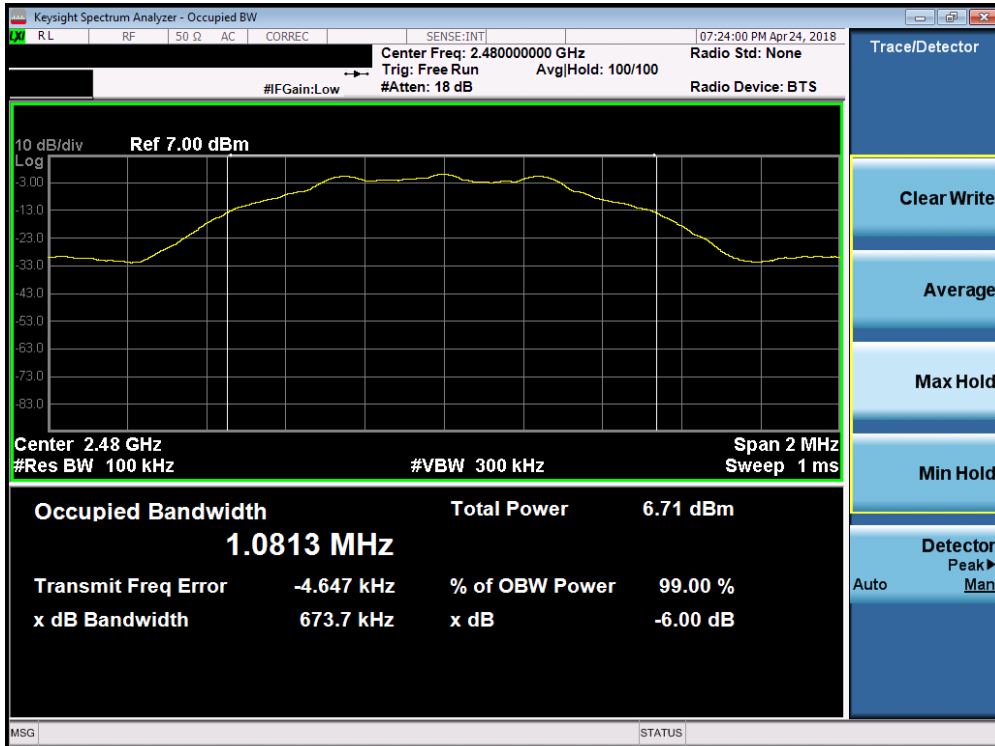 Keysight Spectrum Analyzer - Occupied BW
LXI RL RF 50 Ω AC CORREC SENSE:INT 07:24:00 PM Apr 24, 2018
Center Freq: 2.480000000 GHz Radio Std: None
Trig: Free Run Avg|Hold: 100/100
#IFGain:Low #Atten: 18 dB Radio Device: BTS
10 dB/div Ref 7.00 dBm
Log
-3.00
-13.0
-23.0
-33.0
-43.0
-53.0
-63.0
-73.0
-83.0
Center 2.48 GHz Span 2 MHz
#Res BW 100 kHz #VBW 300 kHz Sweep 1 ms
Occupied Bandwidth Total Power 6.71 dBm
1.0813 MHz
Transmit Freq Error -4.647 kHz % of OBW Power 99.00 %
x dB Bandwidth 673.7 kHz x dB -6.00 dB
MSG STATUS
Trace/Detector
Clear Write
Average
Max Hold
Min Hold
Detector
Peak▶
Auto Man